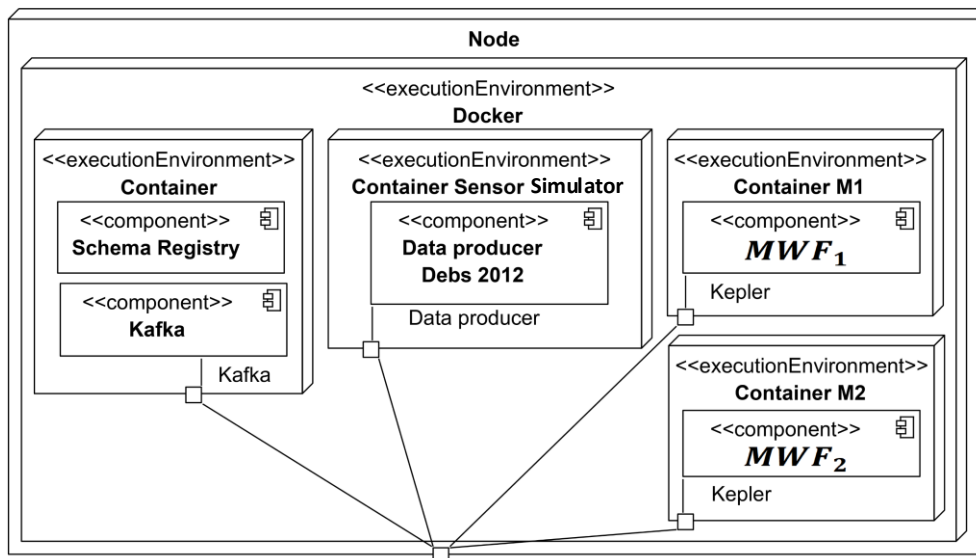 Node
<<executionEnvironment>>
Docker
<<executionEnvironment>>
Container
<<component>>
Schema Registry
<<component>>
Kafka
Kafka
<<executionEnvironment>>
Container Sensor Simulator
<<component>>
Data producer
Debs 2012
Data producer
<<executionEnvironment>>
Container M1
<<component>>
MWF₁
Kepler
<<executionEnvironment>>
Container M2
<<component>>
MWF₂
Kepler